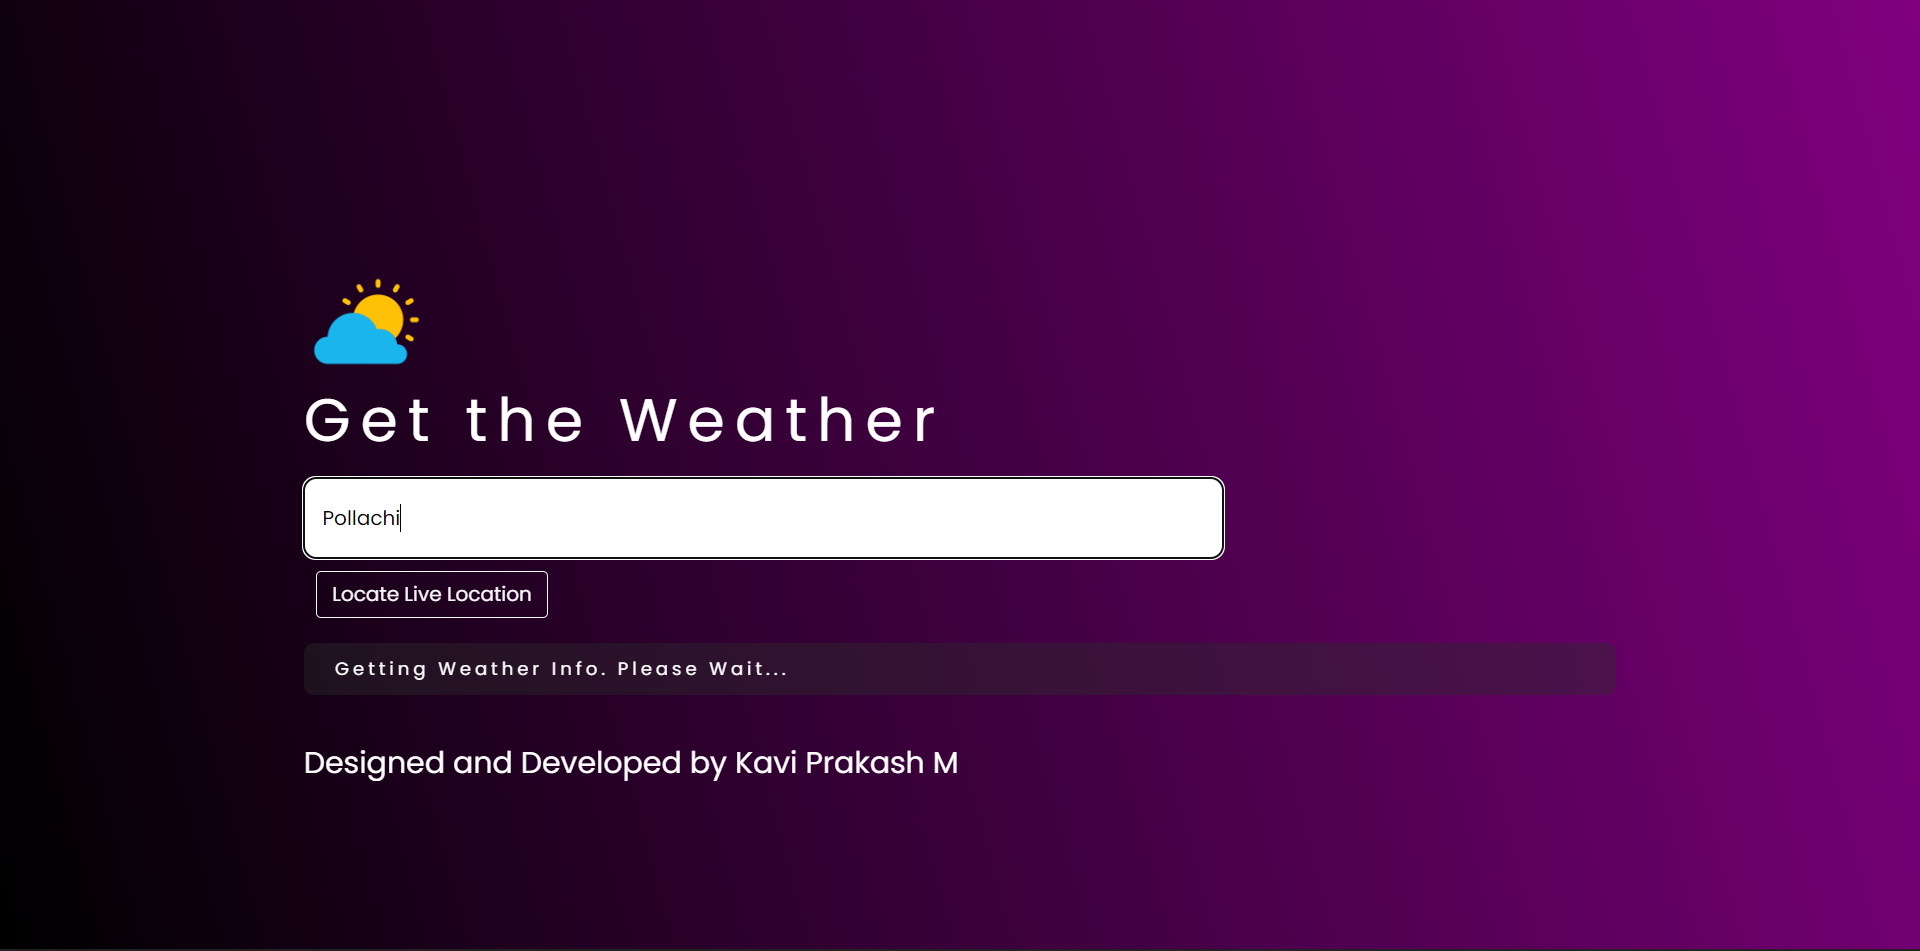 Get the Weather
Pollachi
Locate Live Location
Getting Weather Info. Please Wait...
Designed and Developed by Kavi Prakash M